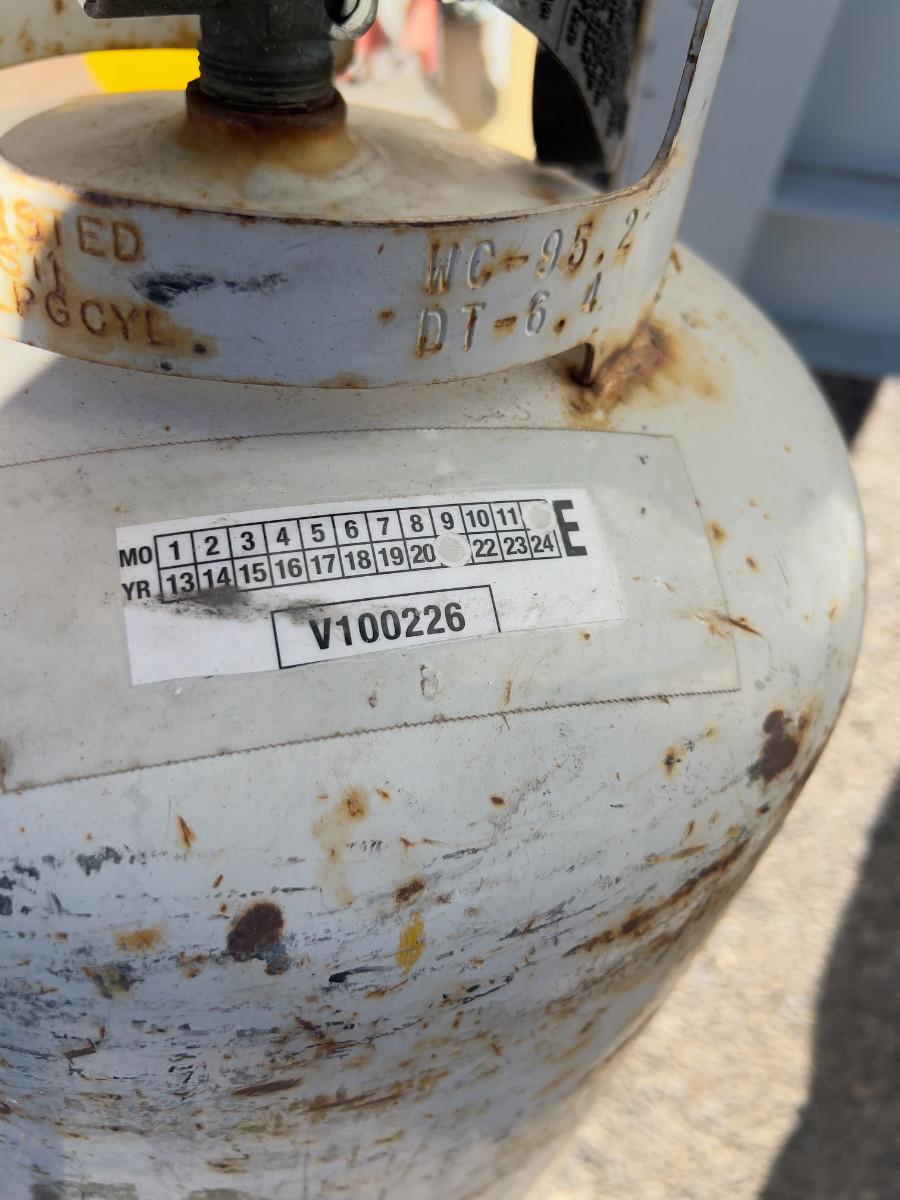 WC-95.2
ISTED
DT-6.4
LPGCYL.
MO 1 2 3 4 5 6 7 8 9 10 11 E
YR 13 14 15 16 17 18 19 20 22 23 24
V100226